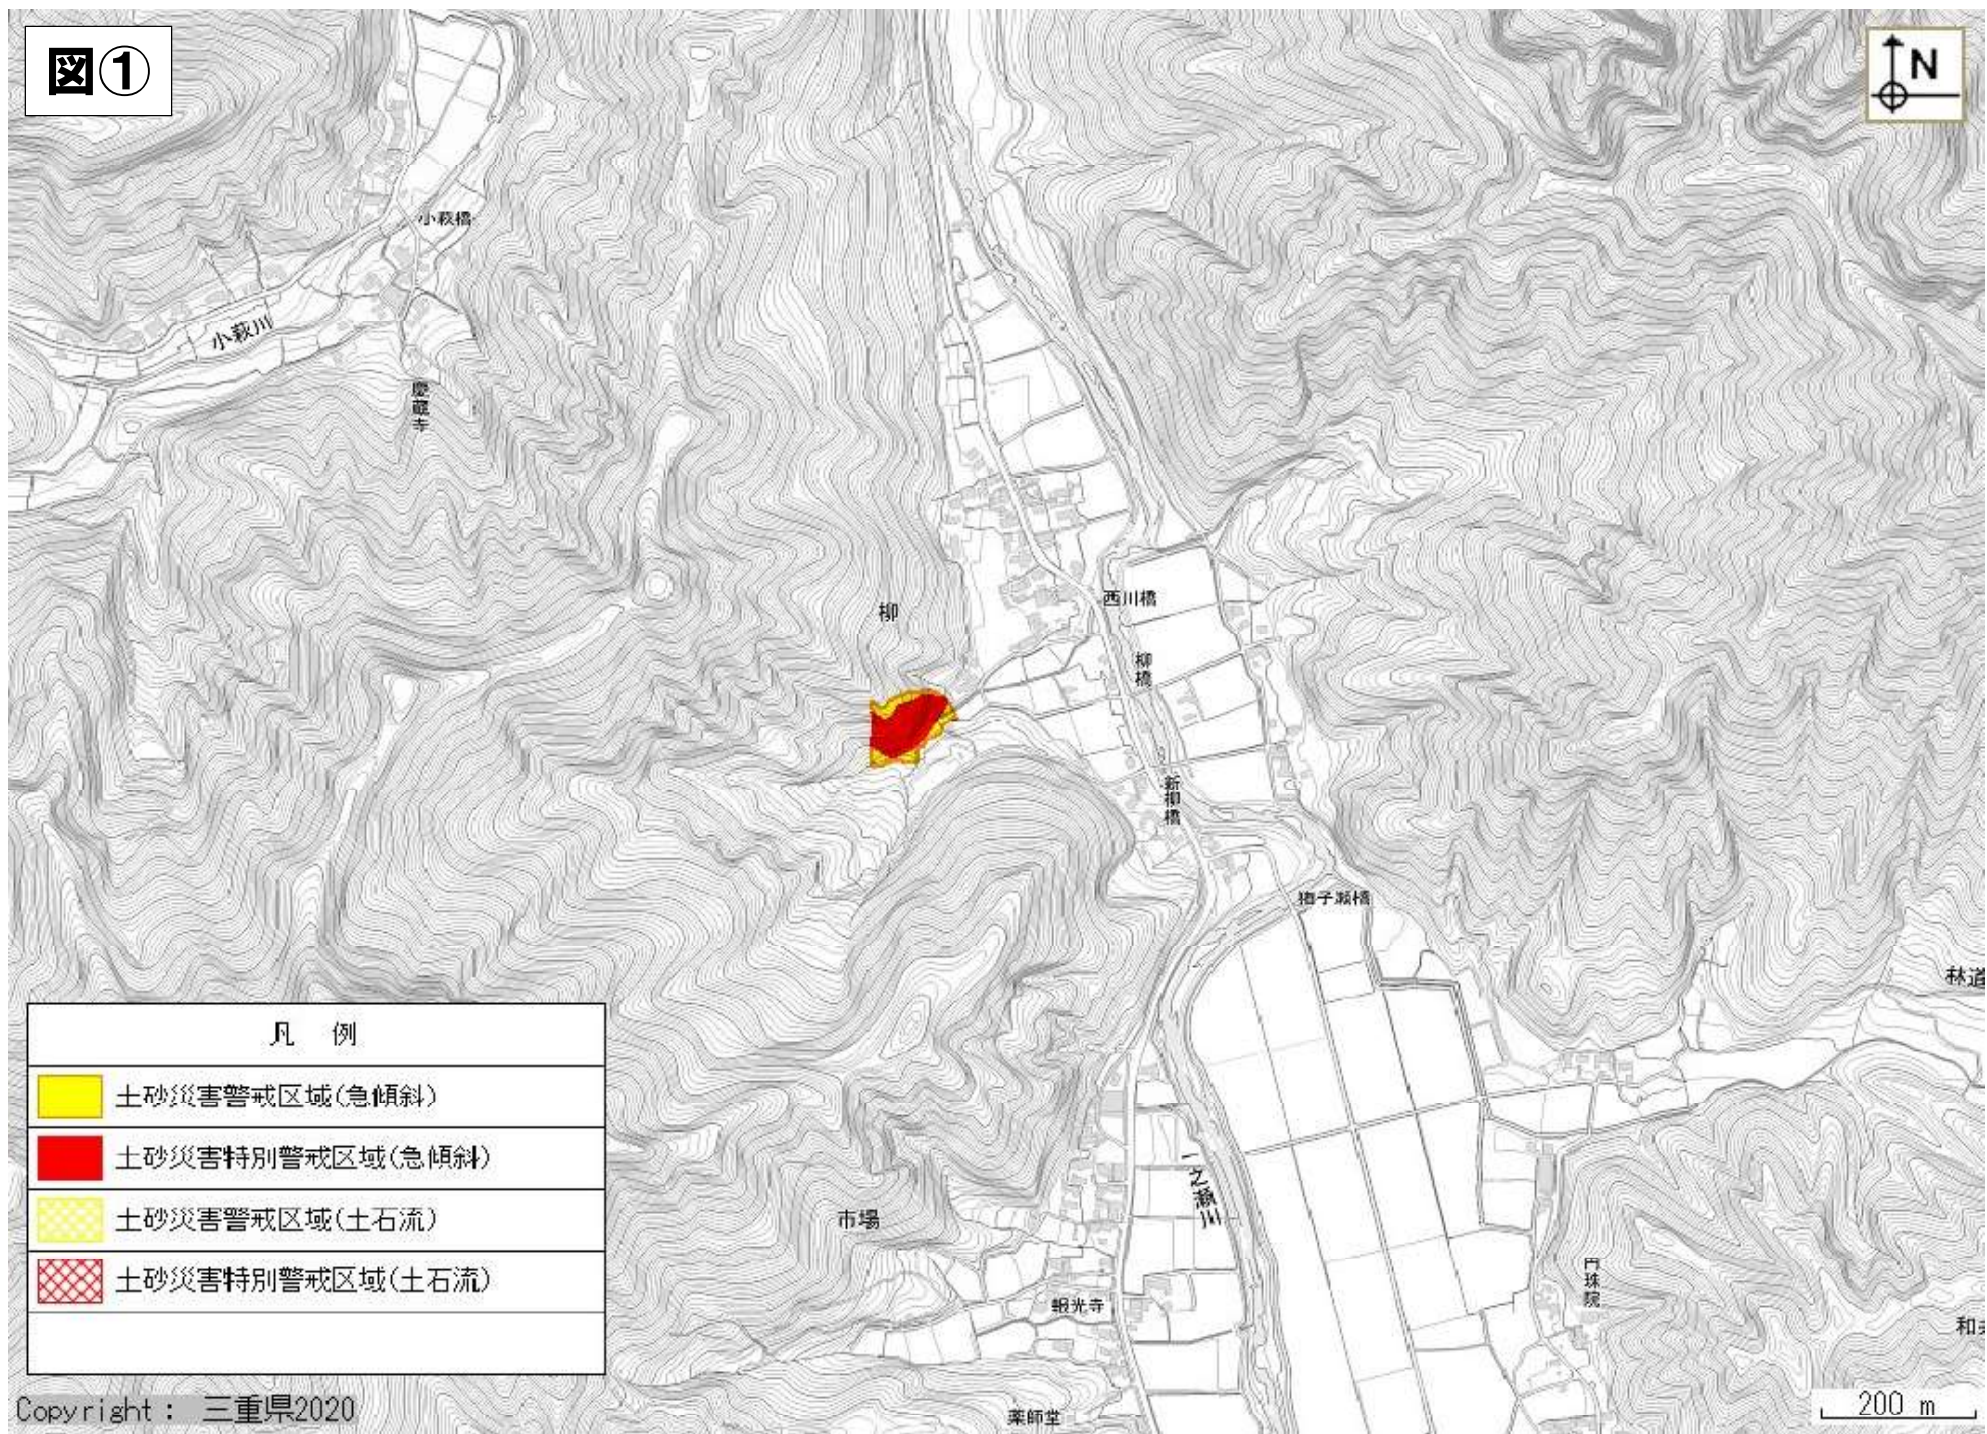 図①
N
小萩橋
小萩川
慶蔵寺
柳
西川橋
柳橋
新柳橋
林道
凡 例
土砂災害警戒区域(急傾斜)
土砂災害特別警戒区域(急傾斜)
土砂災害警戒区域(土石流)
土砂災害特別警戒区域(土石流)
一之瀬川
市場
円珠院
報光寺
薬師堂
Copyright : 三重県2020
200 m